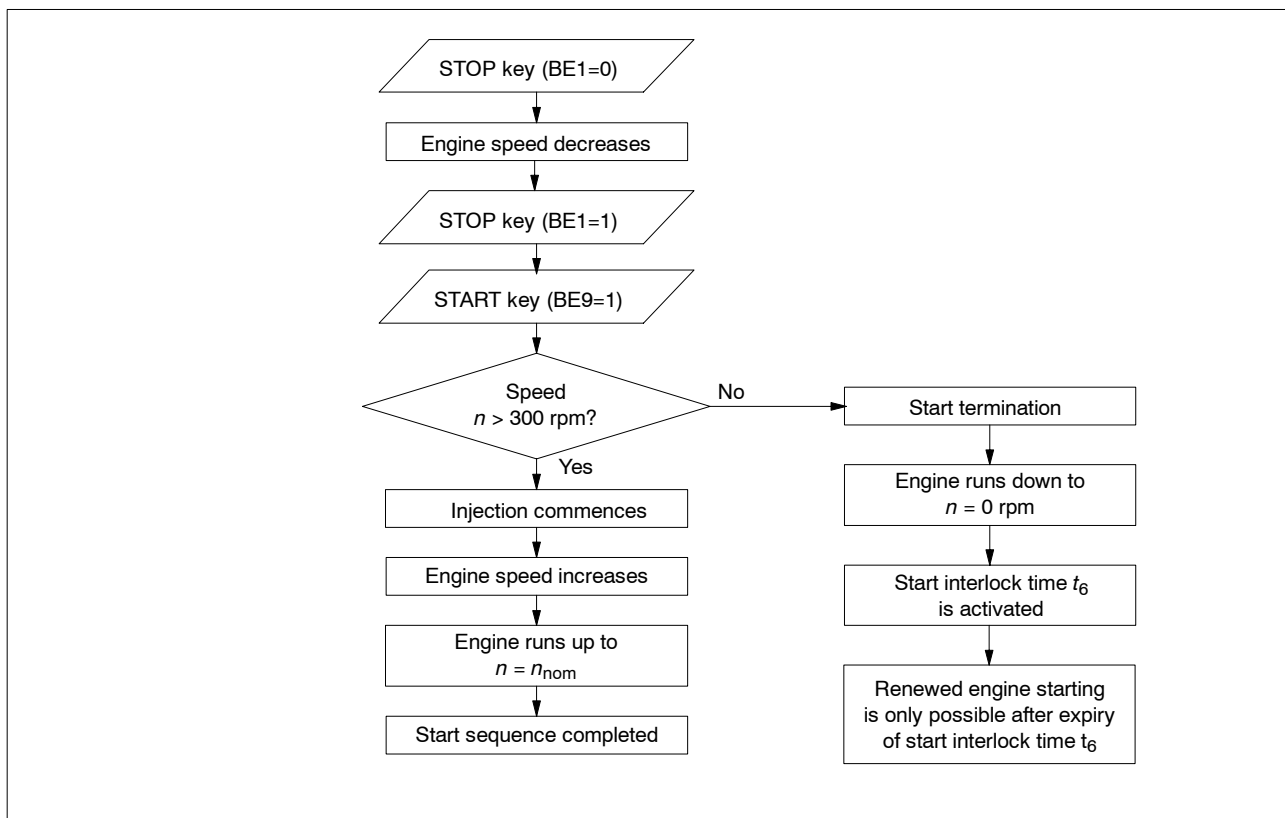 STOP key (BE1=0)
Engine speed decreases
STOP key (BE1=1)
START key (BE9=1)
Speed
n > 300 rpm?
No
Yes
Injection commences
Engine speed increases
Engine runs up to
n = nnom
Start sequence completed
Start termination
Engine runs down to
n = 0 rpm
Start interlock time t6
is activated
Renewed engine starting
is only possible after expiry
of start interlock time t6